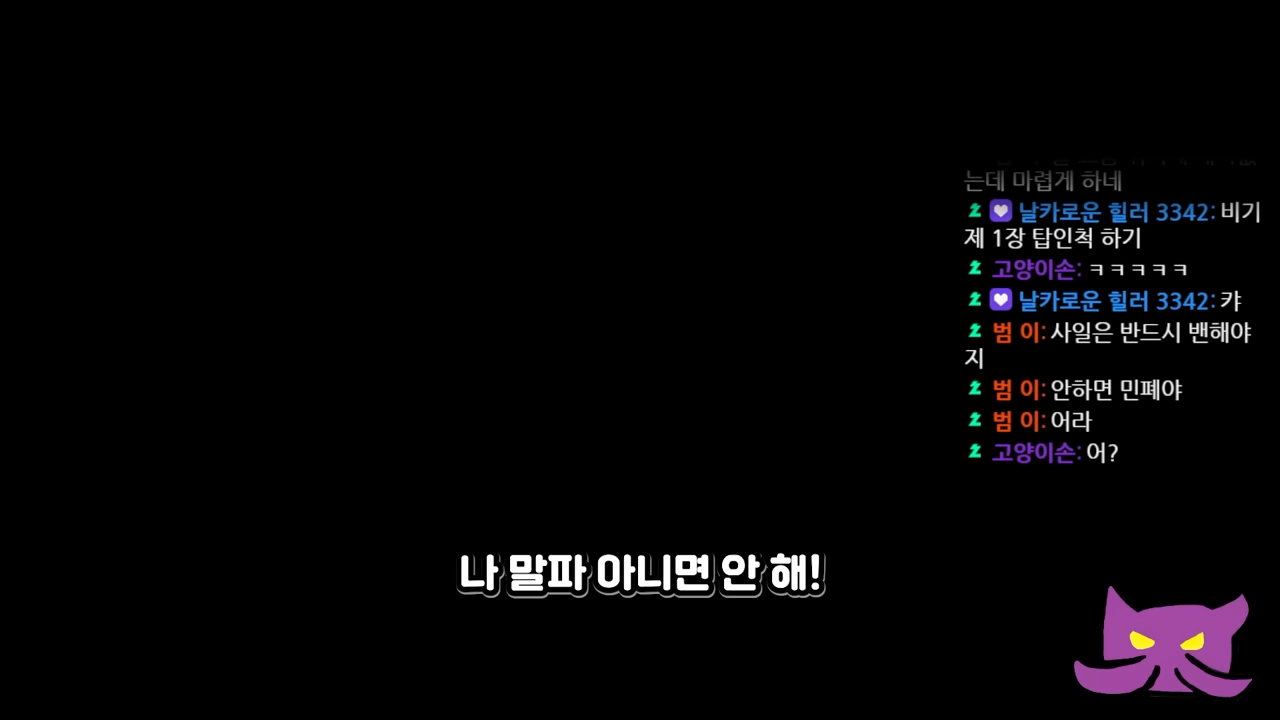 는데 마렵게 하네
날카로운 힐러 3342: 비기
제 1장 탑인척 하기
고양이손: ㅋㅋㅋㅋㅋ
날카로운 힐러 3342: 캬
범 이: 사일은 반드시 밴해야
지
범 이: 안하면 민폐야
범 이: 어라
고양이손: 어?
나 말파 아니면 안 해!